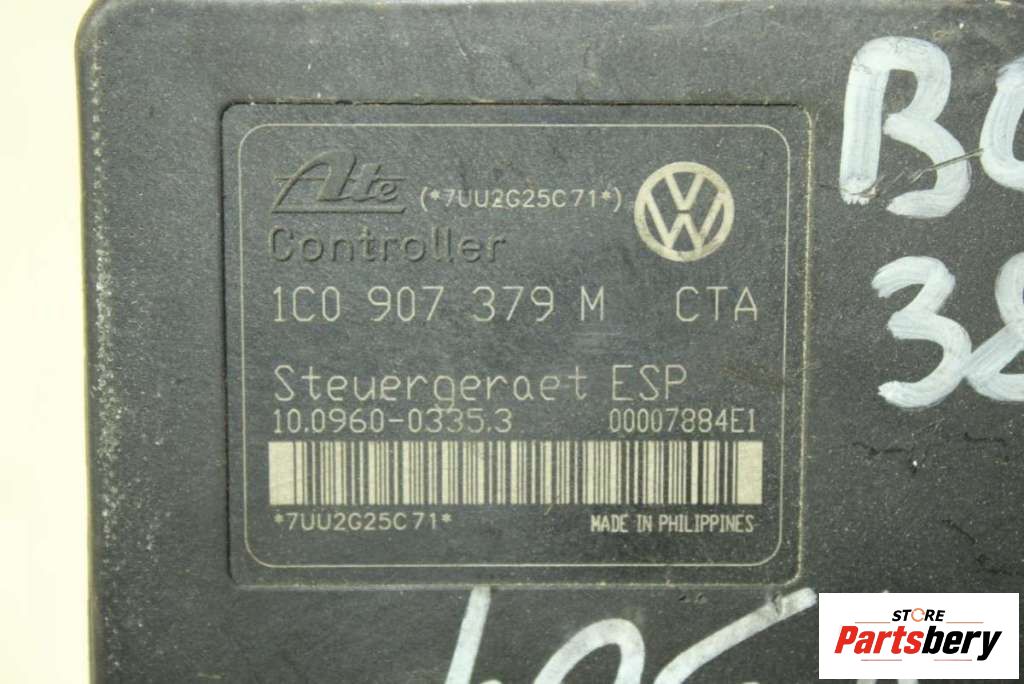 Ate (*7UU2G25C71*)
Controller
1C0 907 379 M CTA
Steuergeraet ESP
10.0960-0335.3 00007884E1
*7UU2G25C71*
MADE IN PHILIPPINES
STORE
Partsbery